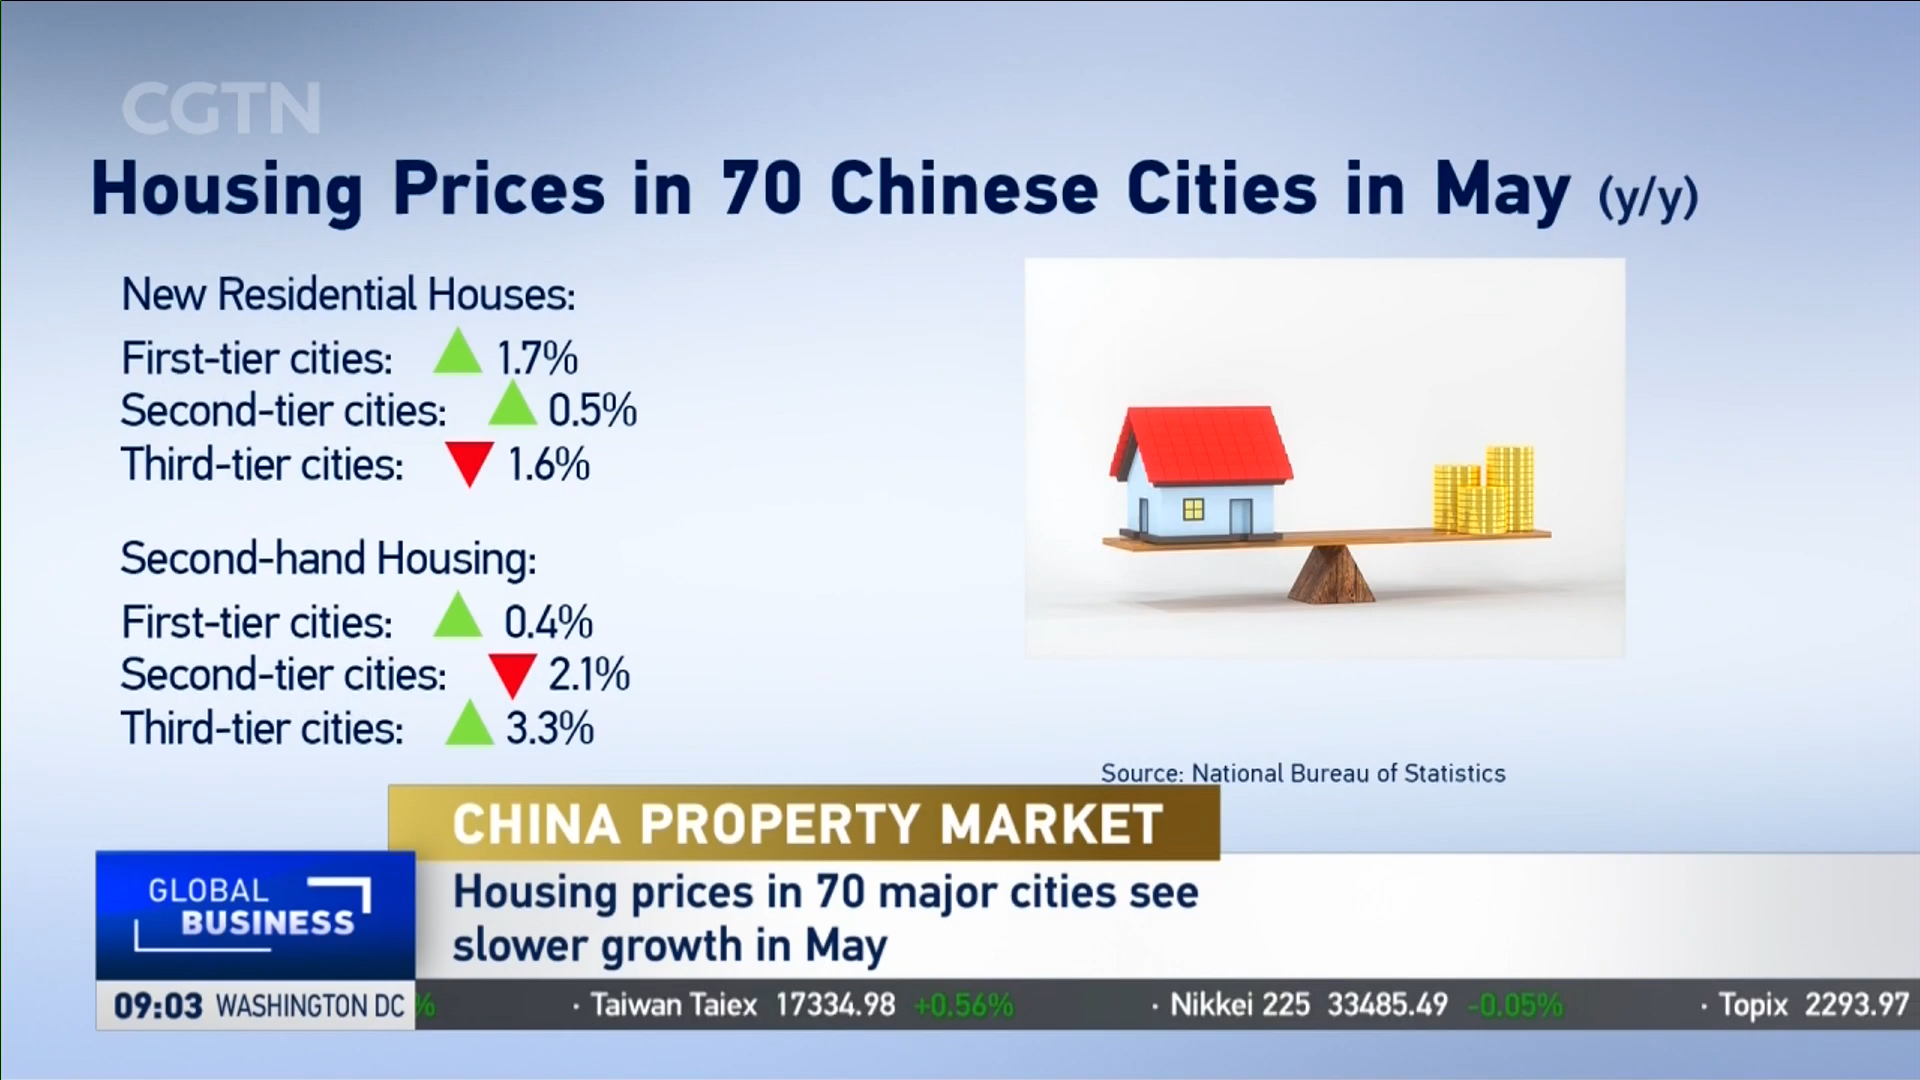 CGTN
Housing Prices in 70 Chinese Cities in May (y/y)
New Residential Houses:
First-tier cities: ▲ 1.7%
Second-tier cities: ▲ 0.5%
Third-tier cities: ▼ 1.6%
Second-hand Housing:
First-tier cities: ▲ 0.4%
Second-tier cities: ▼ 2.1%
Third-tier cities: ▲ 3.3%
Source: National Bureau of Statistics
CHINA PROPERTY MARKET
GLOBAL
BUSINESS
Housing prices in 70 major cities see
slower growth in May
09:03 WASHINGTON DC % · Taiwan Taiex 17334.98 +0.56% · Nikkei 225 33485.49 -0.05% · Topix 2293.97